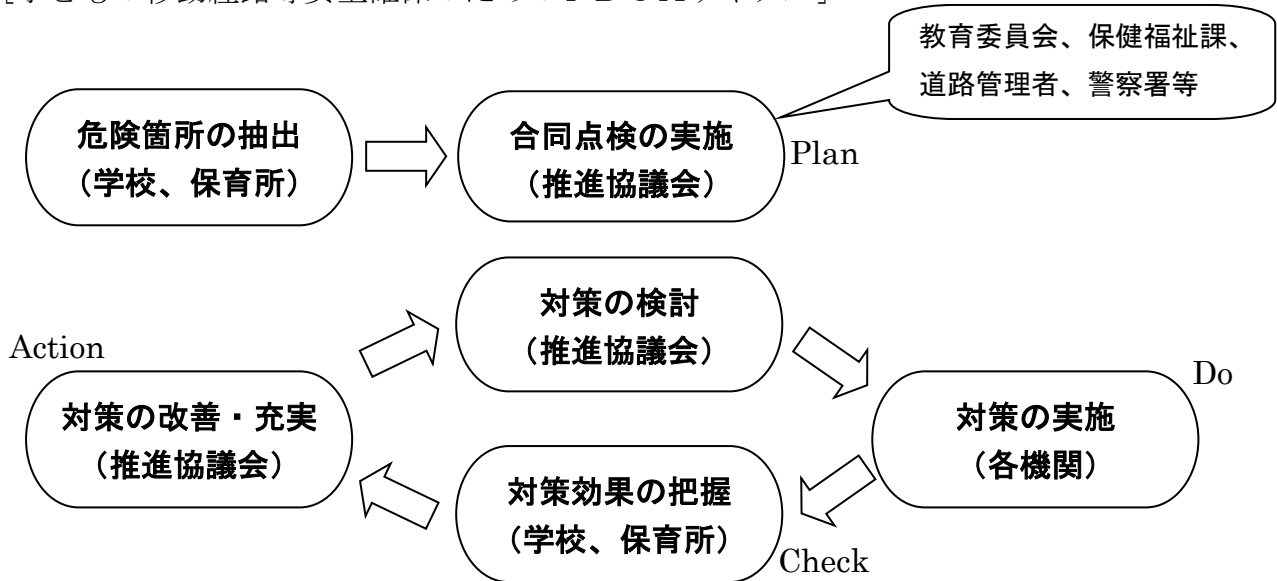 教育委員会、保健福祉課、
道路管理者、警察署等
危険箇所の抽出
（学校、保育所）
合同点検の実施
（推進協議会）
Plan
対策の検討
（推進協議会）
Action
対策の改善・充実
（推進協議会）
Do
対策の実施
（各機関）
対策効果の把握
（学校、保育所）
Check